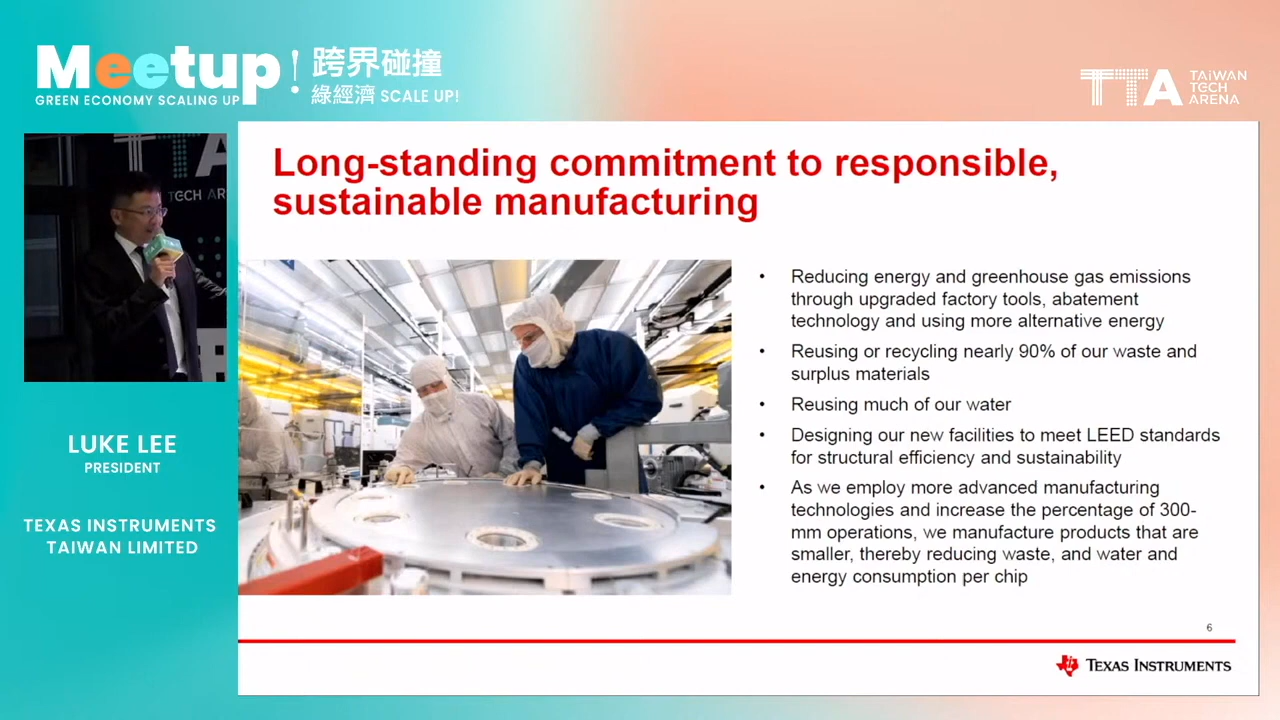 Meetup!
跨界碰撞
GREEN ECONOMY SCALING UP
綠經濟 SCALE UP!
TTA
TAIWAN
TECH
ARENA
TTA
TECH AR
LUKE LEE
PRESIDENT
TEXAS INSTRUMENTS
TAIWAN LIMITED
Long-standing commitment to responsible,
sustainable manufacturing
• Reducing energy and greenhouse gas emissions
through upgraded factory tools, abatement
technology and using more alternative energy
• Reusing or recycling nearly 90% of our waste and
surplus materials
• Reusing much of our water
• Designing our new facilities to meet LEED standards
for structural efficiency and sustainability
• As we employ more advanced manufacturing
technologies and increase the percentage of 300-
mm operations, we manufacture products that are
smaller, thereby reducing waste, and water and
energy consumption per chip
6
TEXAS INSTRUMENTS